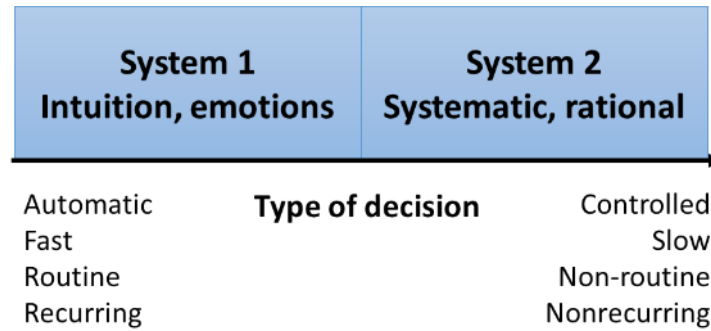 System 1
Intuition, emotions
System 2
Systematic, rational
Type of decision
Automatic
Fast
Routine
Recurring
Controlled
Slow
Non-routine
Nonrecurring